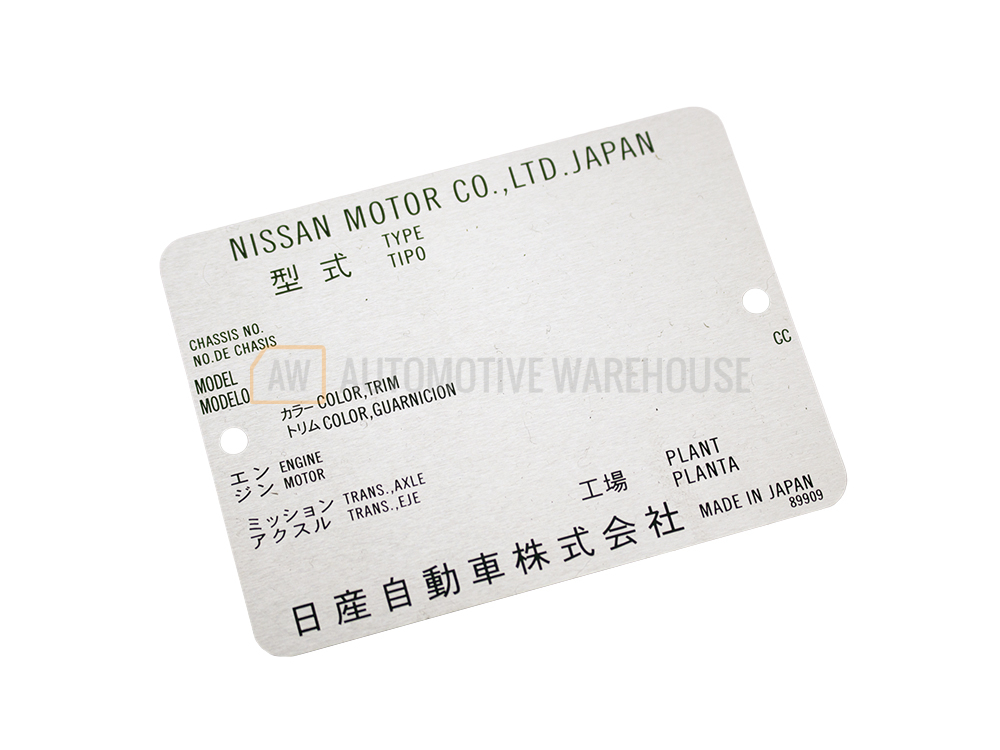 NISSAN MOTOR CO.,LTD.JAPAN
型式 TYPE
TIPO
CHASSIS NO.
NO.DE CHASIS
MODEL
MODELO
カラー COLOR,TRIM
トリム COLOR,GUARNICION
CC
エン ENGINE
ジン MOTOR
ミッション TRANS.,AXLE
アクスル TRANS.,EJE
工場 PLANT
PLANTA
日産自動車株式会社 MADE IN JAPAN
89909
AW AUTOMOTIVE WAREHOUSE